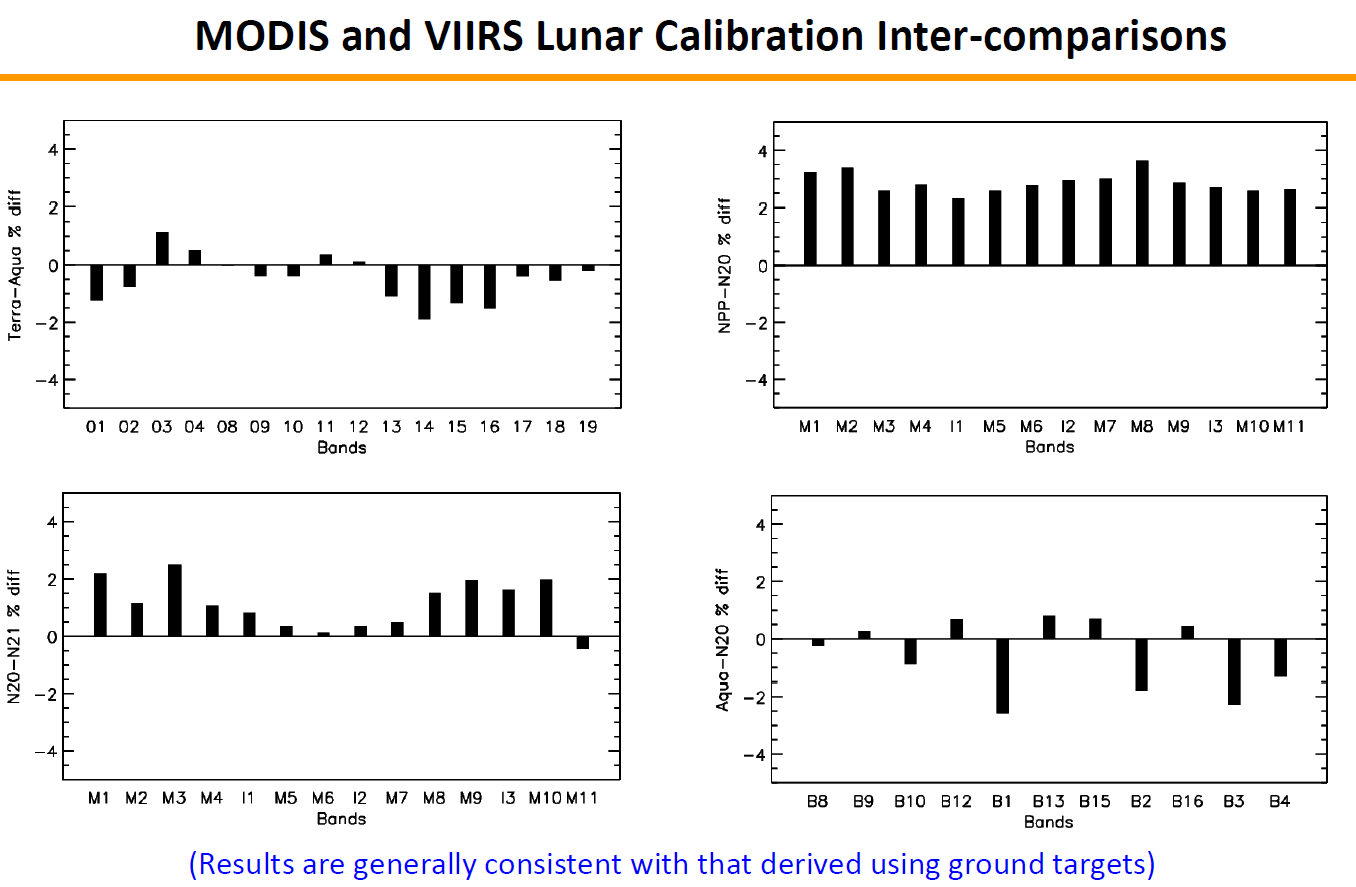 MODIS and VIIRS Lunar Calibration Inter-comparisons
Terra-Aqua % diff
4
2
0
-2
-4
01 02 03 04 08 09 10 11 12 13 14 15 16 17 18 19
Bands
NPP-N20 % diff
4
2
0
-2
-4
M1 M2 M3 M4 I1 M5 M6 I2 M7 M8 M9 I3 M10 M11
Bands
N20-N21 % diff
4
2
0
-2
-4
M1 M2 M3 M4 I1 M5 M6 I2 M7 M8 M9 I3 M10 M11
Bands
Aqua-N20 % diff
4
2
0
-2
-4
B8 B9 B10 B12 B1 B13 B15 B2 B16 B3 B4
Bands
(Results are generally consistent with that derived using ground targets)